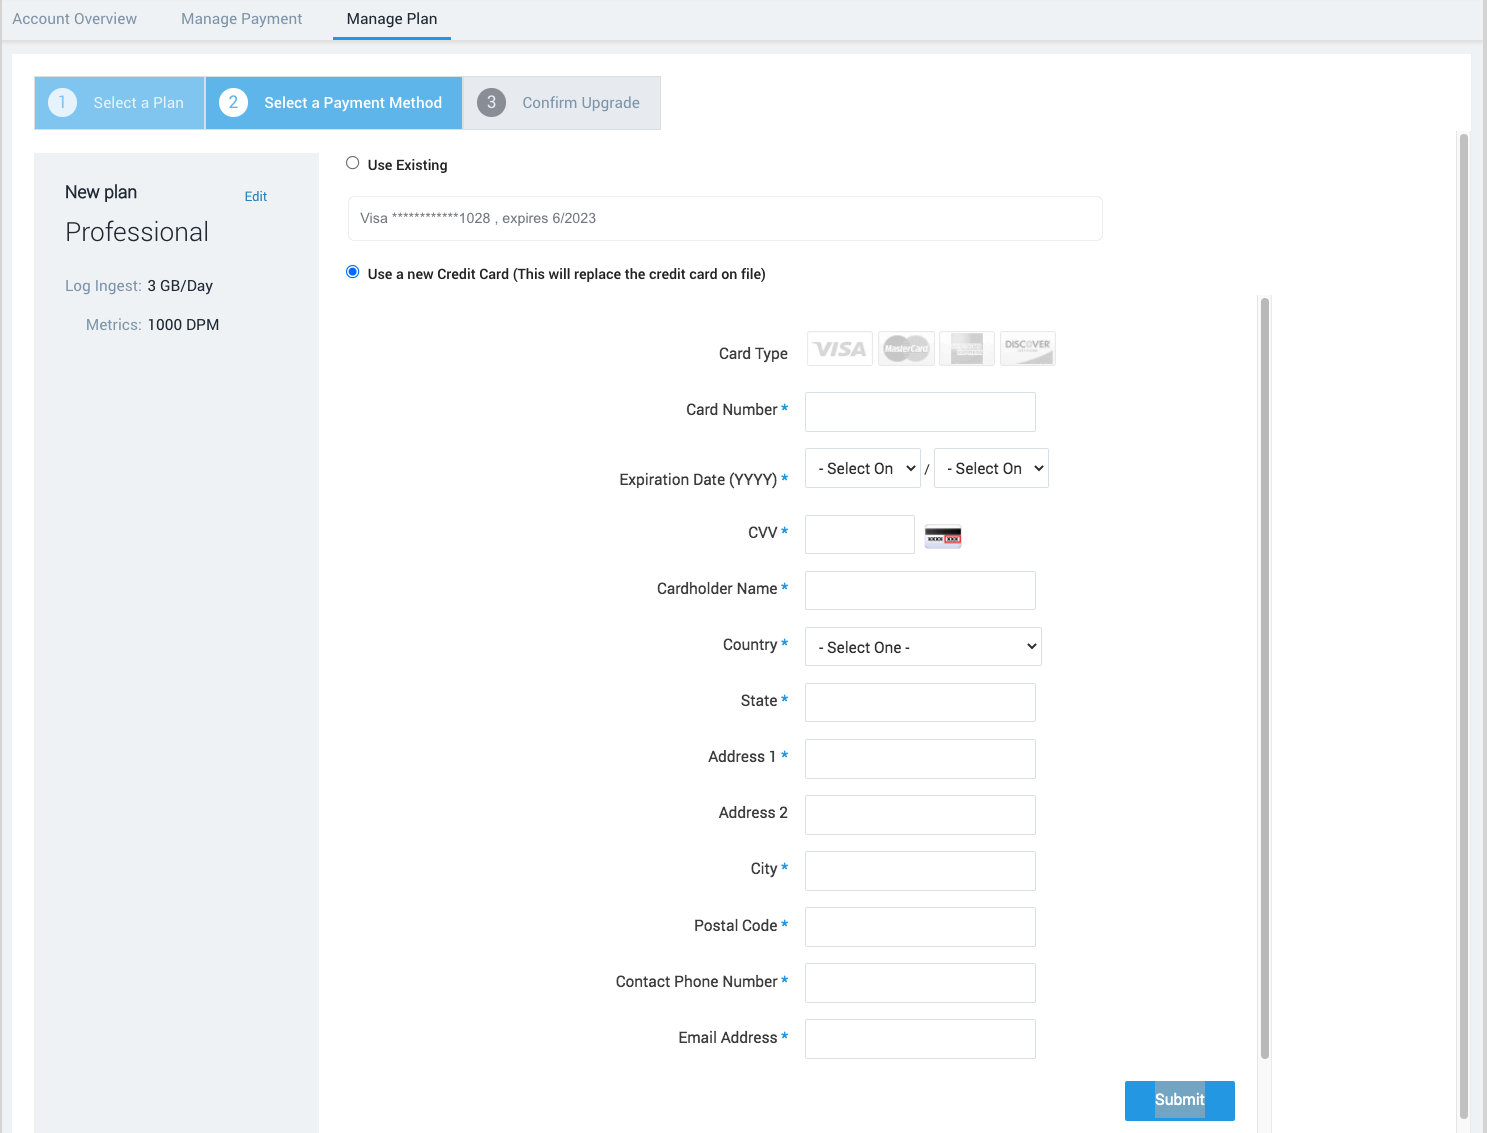 Account Overview Manage Payment Manage Plan
1 Select a Plan 2 Select a Payment Method 3 Confirm Upgrade
New plan Edit
Professional
Log Ingest: 3 GB/Day
Metrics: 1000 DPM
Use Existing
Visa ************1028 , expires 6/2023
Use a new Credit Card (This will replace the credit card on file)
Card Type VISA MasterCard DISCOVER
Card Number *
Expiration Date (YYYY) * - Select On / - Select On
CVV * XXXX XXX
Cardholder Name *
Country * - Select One -
State *
Address 1 *
Address 2
City *
Postal Code *
Contact Phone Number *
Email Address *
Submit